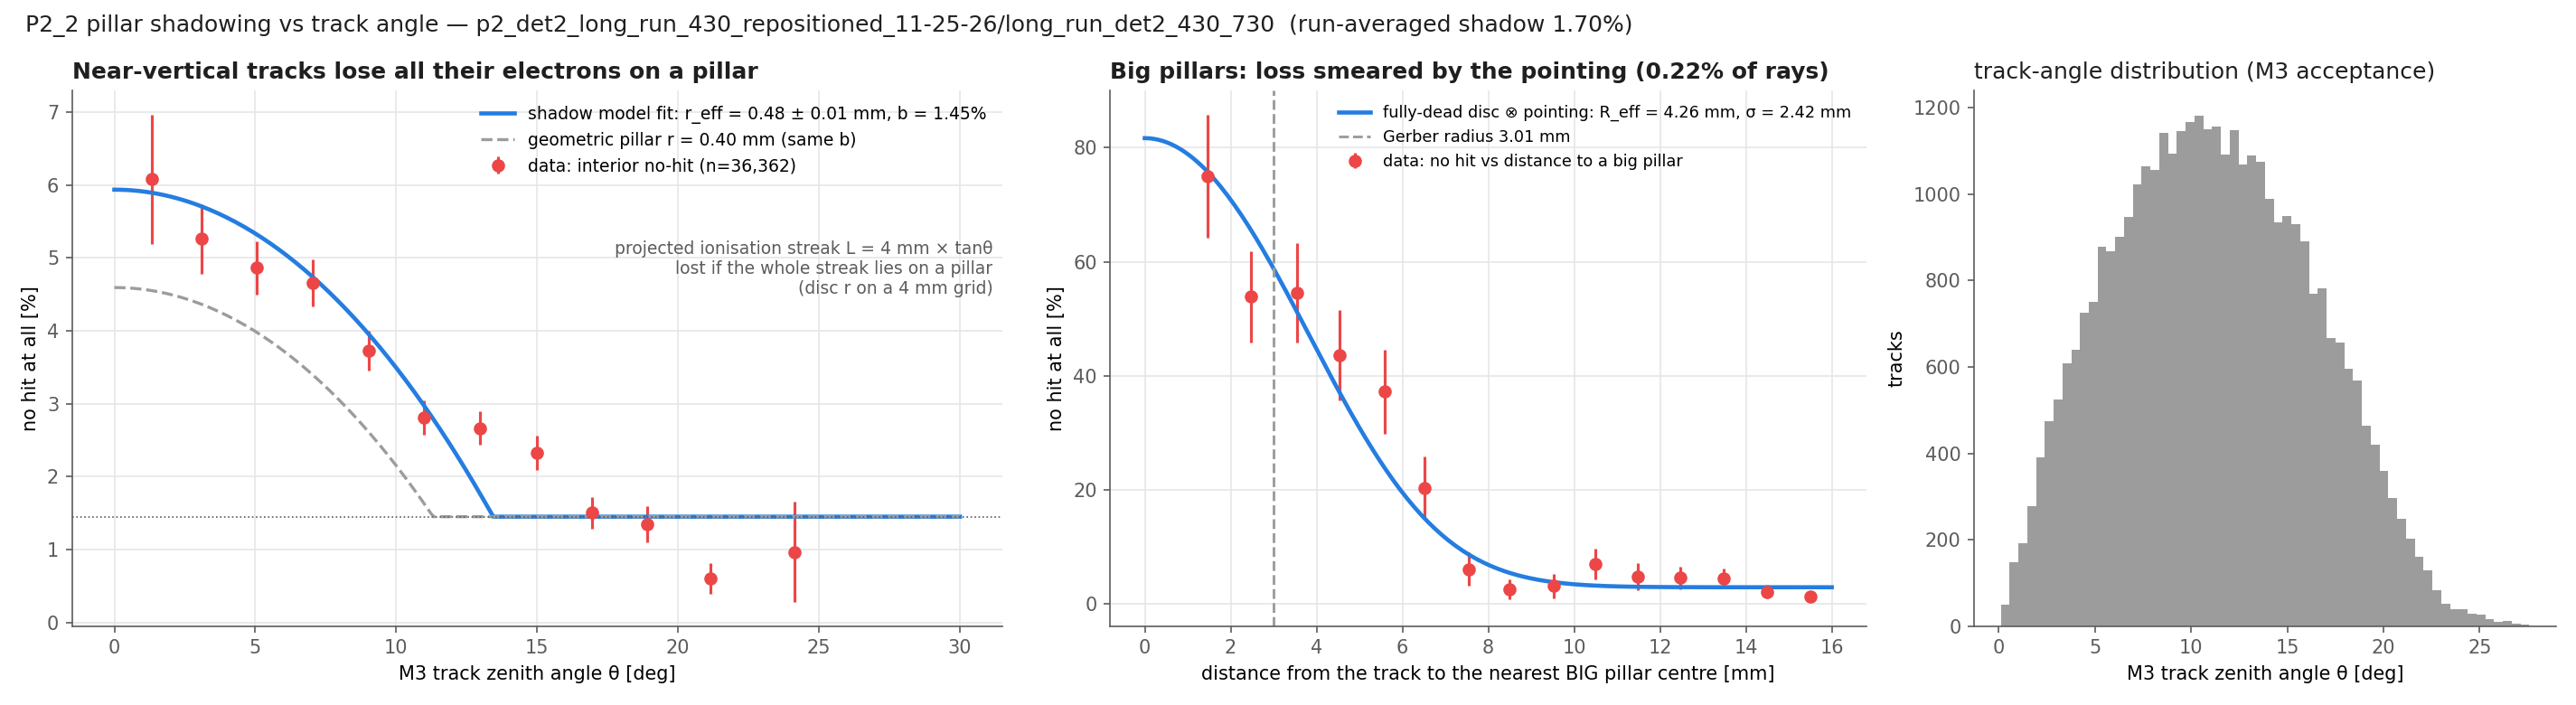 P2_2 pillar shadowing vs track angle — p2_det2_long_run_430_repositioned_11-25-26/long_run_det2_430_730  (run-averaged shadow 1.70%)
Near-vertical tracks lose all their electrons on a pillar
shadow model fit: r_eff = 0.48 ± 0.01 mm, b = 1.45%
geometric pillar r = 0.40 mm (same b)
data: interior no-hit (n=36,362)
projected ionisation streak L = 4 mm × tanθ
lost if the whole streak lies on a pillar
(disc r on a 4 mm grid)
no hit at all [%]
7
6
5
4
3
2
1
0
0 5 10 15 20 25 30
M3 track zenith angle θ [deg]
Big pillars: loss smeared by the pointing (0.22% of rays)
fully-dead disc ⊗ pointing: R_eff = 4.26 mm, σ = 2.42 mm
Gerber radius 3.01 mm
data: no hit vs distance to a big pillar
no hit at all [%]
80
60
40
20
0
0 2 4 6 8 10 12 14 16
distance from the track to the nearest BIG pillar centre [mm]
track-angle distribution (M3 acceptance)
tracks
1200
1000
800
600
400
200
0
0 5 10 15 20 25
M3 track zenith angle θ [deg]